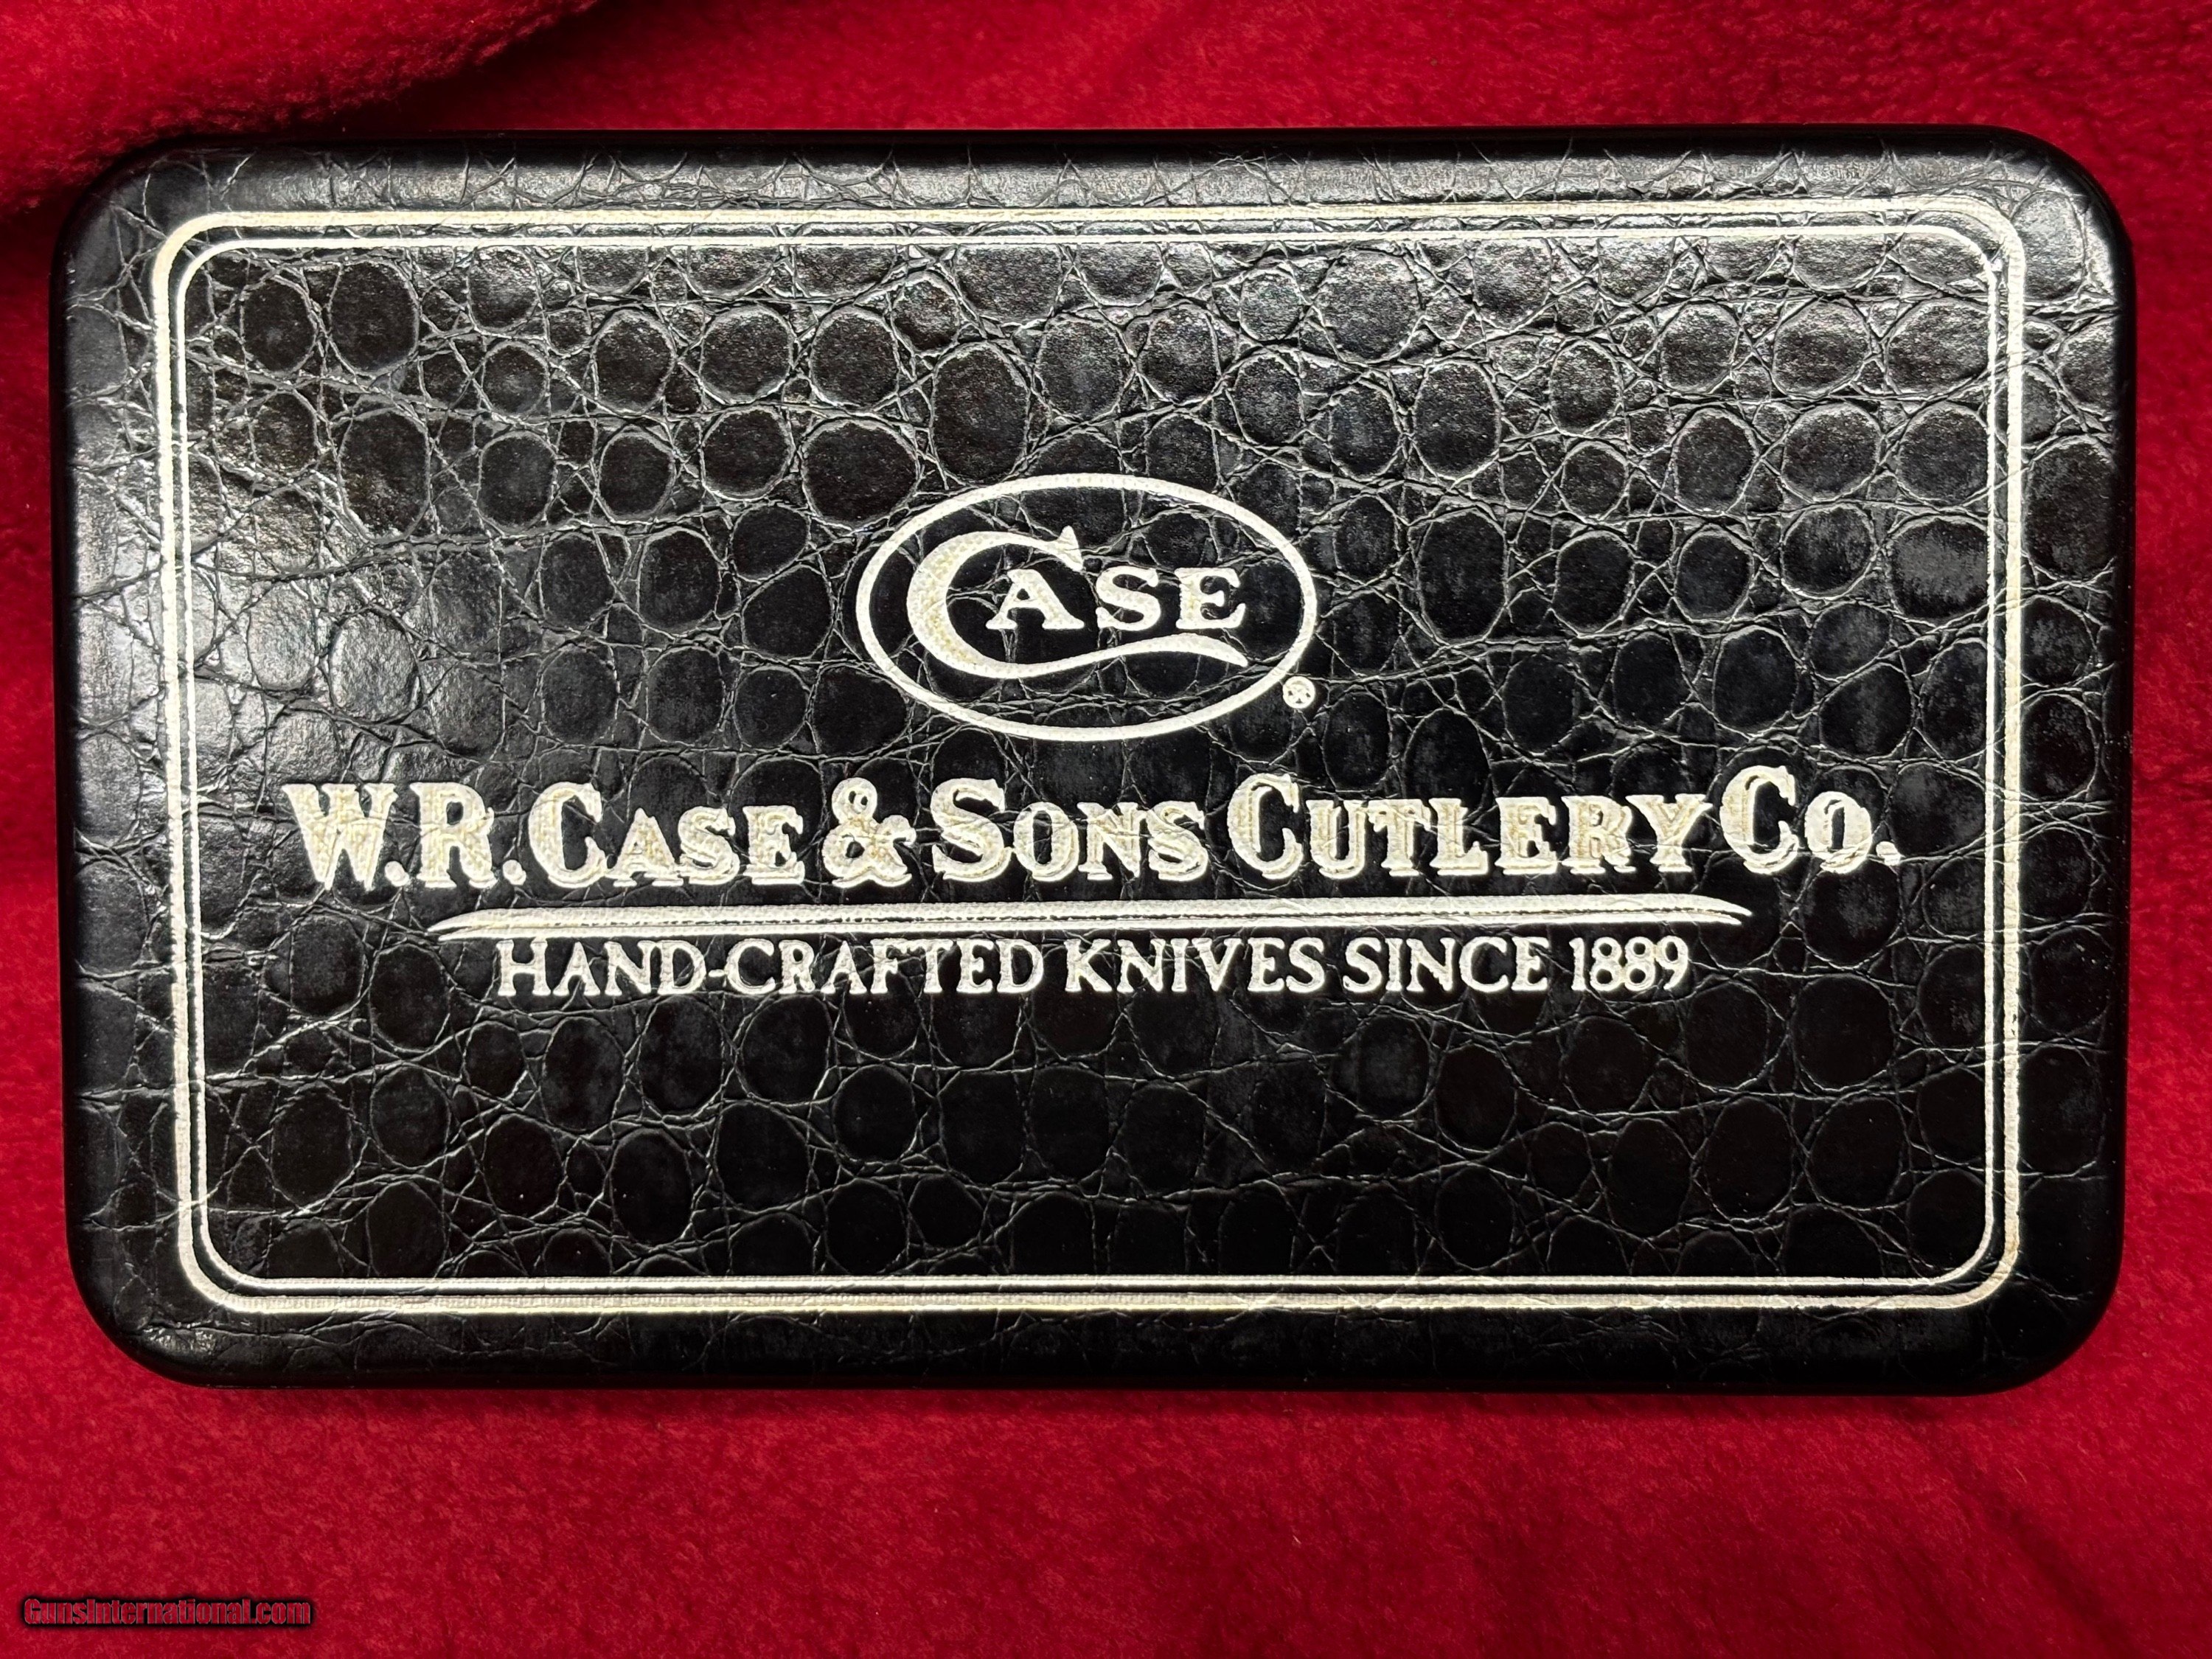 CASE
®
W.R. CASE & SONS CUTLERY CO.
HAND-CRAFTED KNIVES SINCE 1889
GunsInternational.com